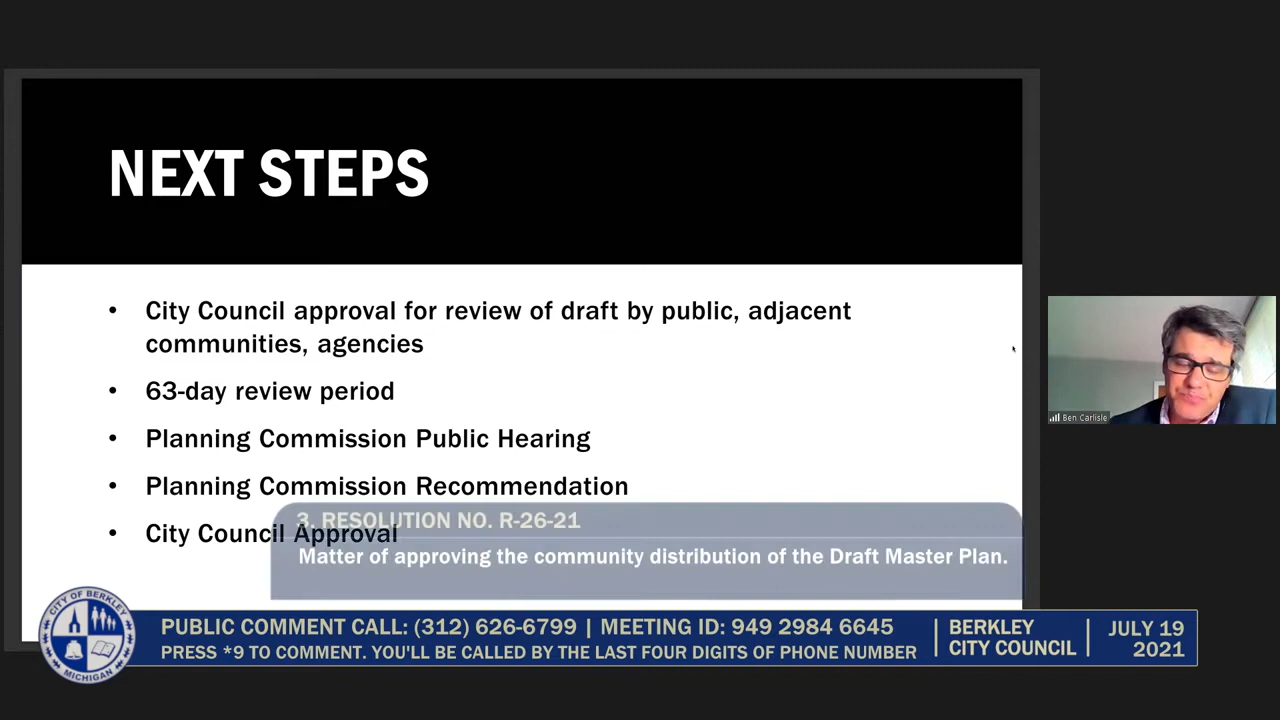 NEXT STEPS
• City Council approval for review of draft by public, adjacent
communities, agencies
• 63-day review period
• Planning Commission Public Hearing
• Planning Commission Recommendation
• City Council Approval
3. RESOLUTION NO. R-26-21
Matter of approving the community distribution of the Draft Master Plan.
Ben Carlisle
CITY OF BERKLEY
MICHIGAN
PUBLIC COMMENT CALL: (312) 626-6799 | MEETING ID: 949 2984 6645
PRESS *9 TO COMMENT. YOU'LL BE CALLED BY THE LAST FOUR DIGITS OF PHONE NUMBER
BERKLEY
CITY COUNCIL
JULY 19
2021